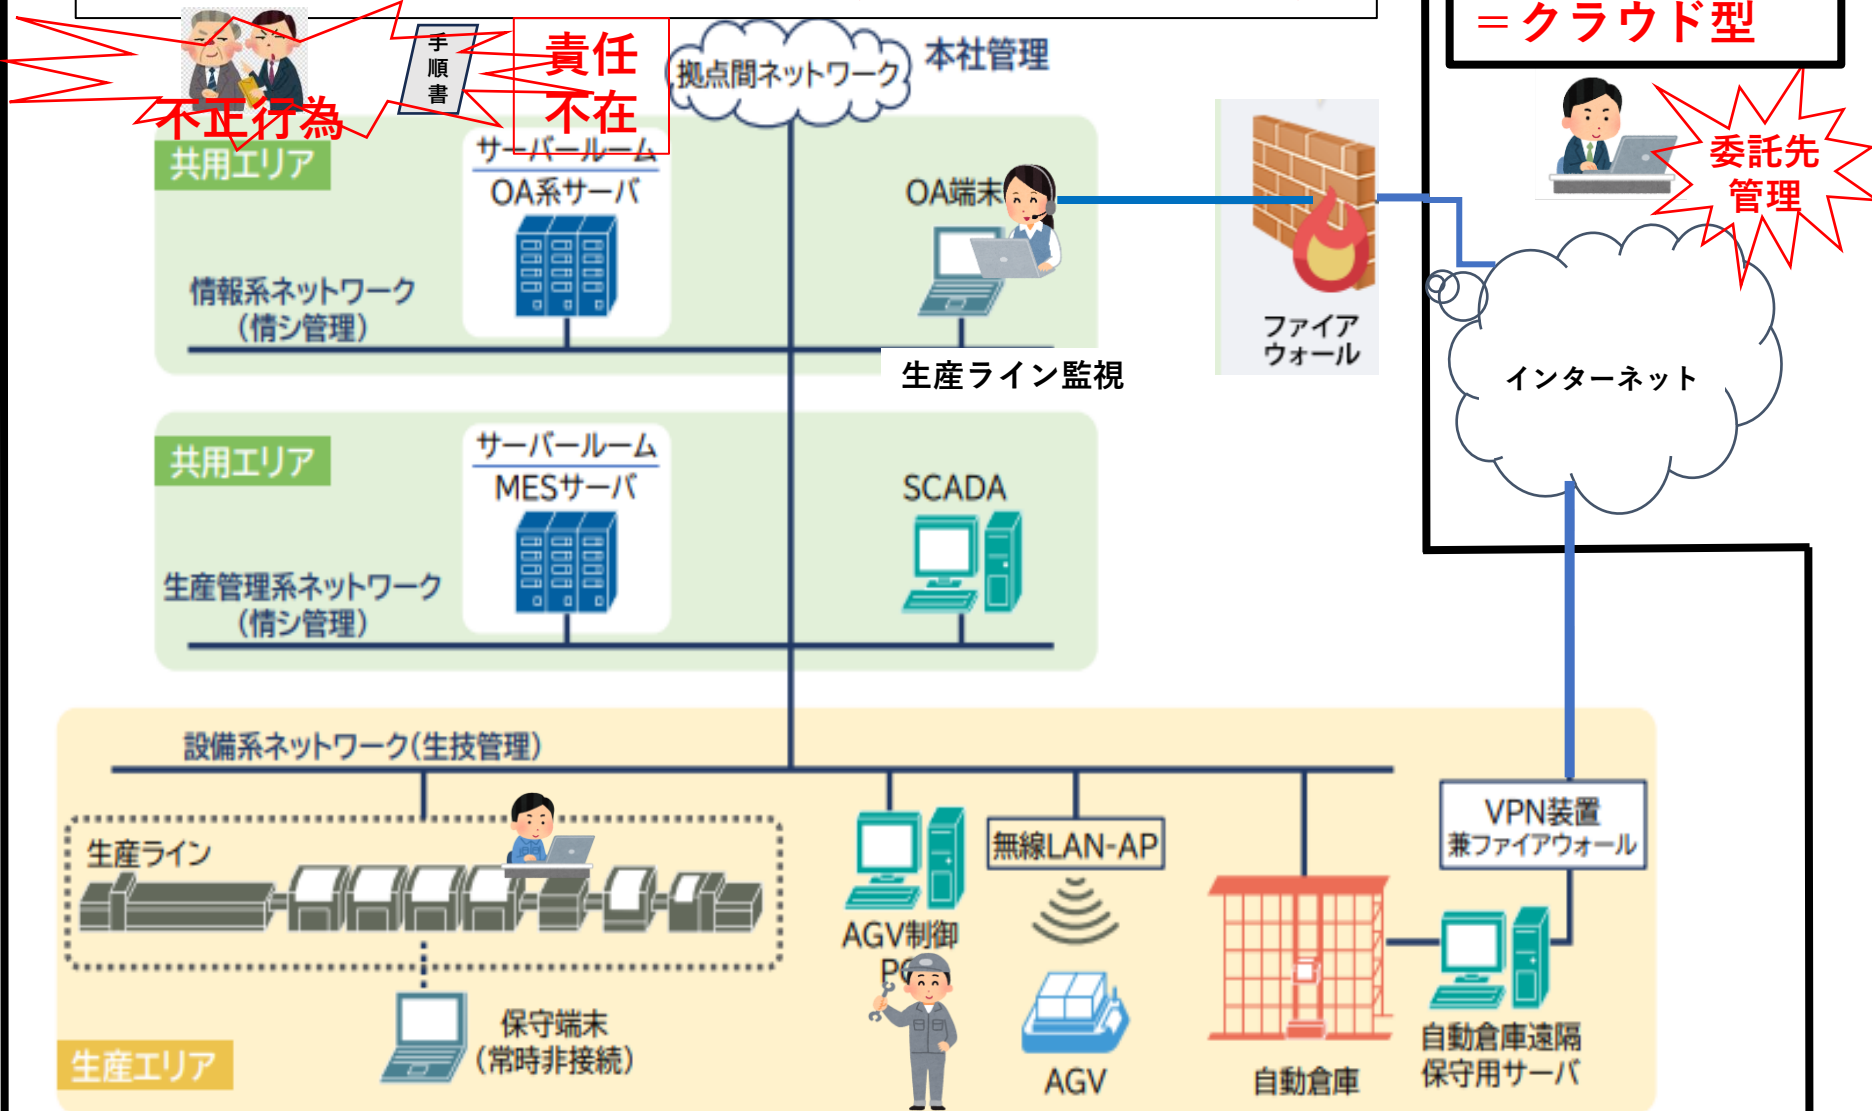 =クラウド型
不正行為
手
順
書
責任
不在
拠点間ネットワーク
本社管理
委託先
管理
共用エリア
サーバールーム
OA系サーバ
OA端末
情報系ネットワーク
(情シ管理)
生産ライン監視
ファイア
ウォール
インターネット
共用エリア
サーバールーム
MESサーバ
SCADA
生産管理系ネットワーク
(情シ管理)
設備系ネットワーク(生技管理)
生産ライン
保守端末
(常時非接続)
生産エリア
AGV制御
PC
無線LAN-AP
AGV
自動倉庫
VPN装置
兼ファイアウォール
自動倉庫遠隔
保守用サーバ